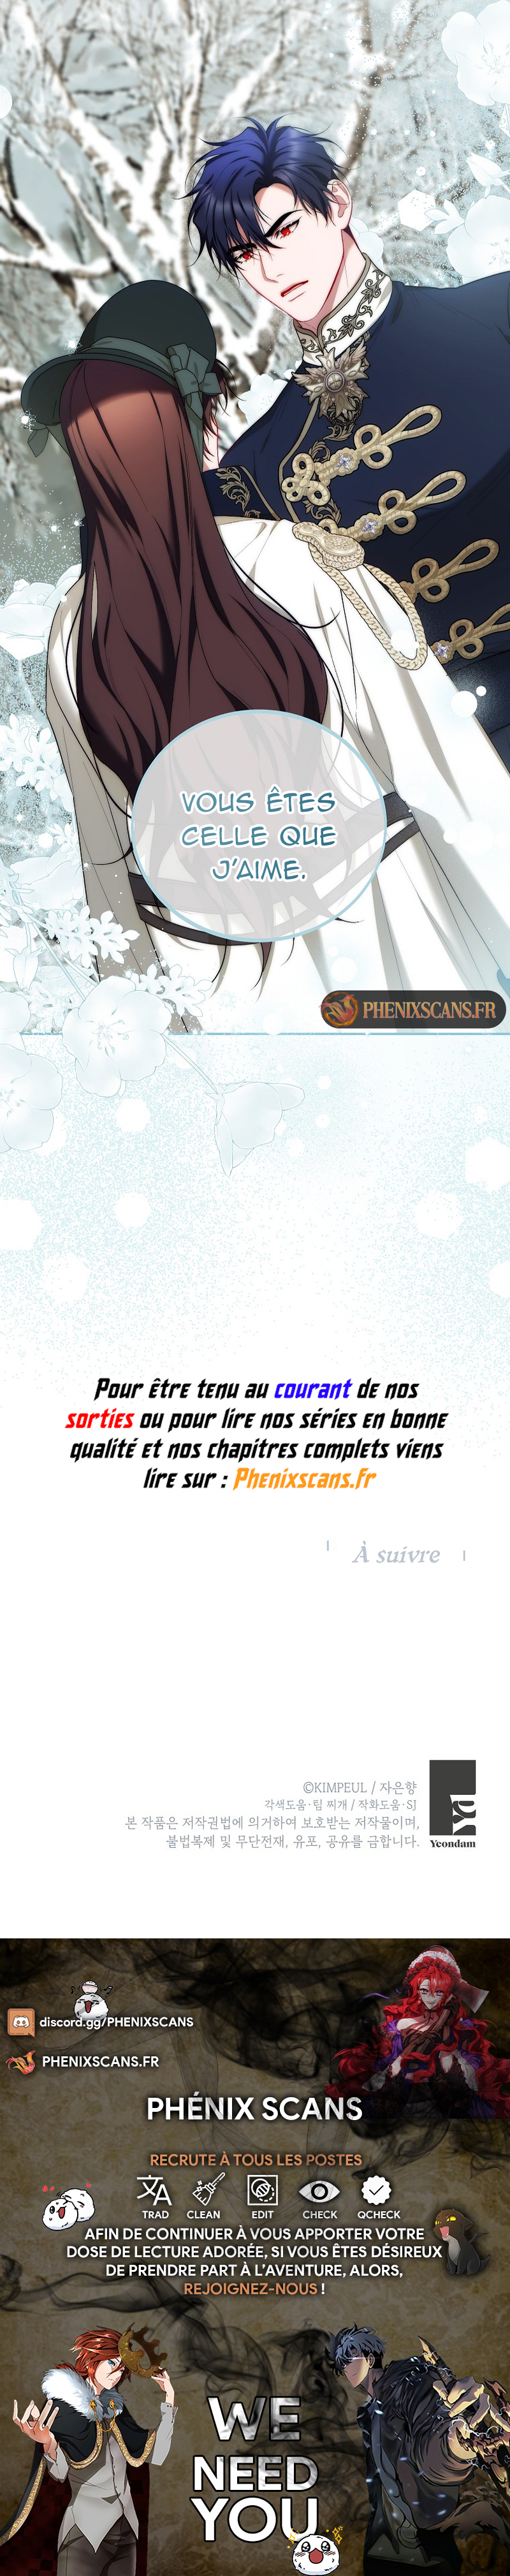 VOUS ÊTES
CELLE QUE
J'AIME.
PHENIXSCANS.FR
Pour être tenu au courant de nos
sorties ou pour lire nos séries en bonne
qualité et nos chapitres complets viens
lire sur : Phenixscans.fr
À suivre
©KIMPEUL / 자은향
각색도움·림 찌개 / 작화도움·SJ
본 작품은 저작권법에 의거하여 보호받는 저작물이며,
불법복제 및 무단전재, 유포, 공유를 금합니다.
Yeondam
discord.gg/PHENIXSCANS
PHENIXSCANS.FR
PHÉNIX SCANS
RECRUTE À TOUS LES POSTES
TRAD CLEAN EDIT CHECK QCHECK
AFIN DE CONTINUER À VOUS APPORTER VOTRE
DOSE DE LECTURE ADORÉE, SI VOUS ÊTES DÉSIREUX
DE PRENDRE PART À L'AVENTURE, ALORS,
REJOIGNEZ-NOUS !
WE
NEED
YOU